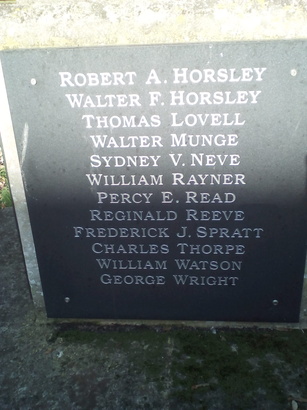 ROBERT A. HORSLEY
WALTER F. HORSLEY
THOMAS LOVELL
WALTER MUNGE
SYDNEY V. NEVE
WILLIAM RAYNER
PERCY E. READ
REGINALD REEVE
FREDERICK J. SPRATT
CHARLES THORPE
WILLIAM WATSON
GEORGE WRIGHT